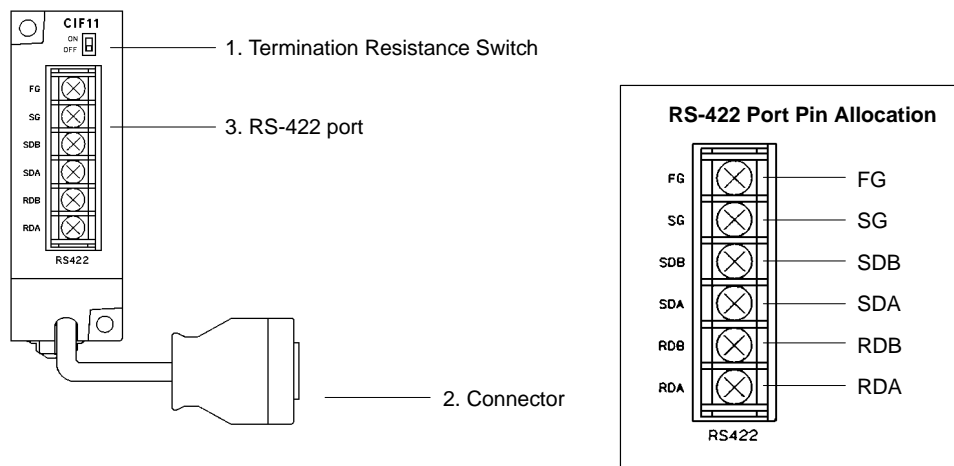 CIF11
ON
OFF
1. Termination Resistance Switch
FG
SG
SDB
SDA
RDB
RDA
RS422
3. RS-422 port
2. Connector
RS-422 Port Pin Allocation
FG FG
SG SG
SDB SDB
SDA SDA
RDB RDB
RDA RDA
RS422